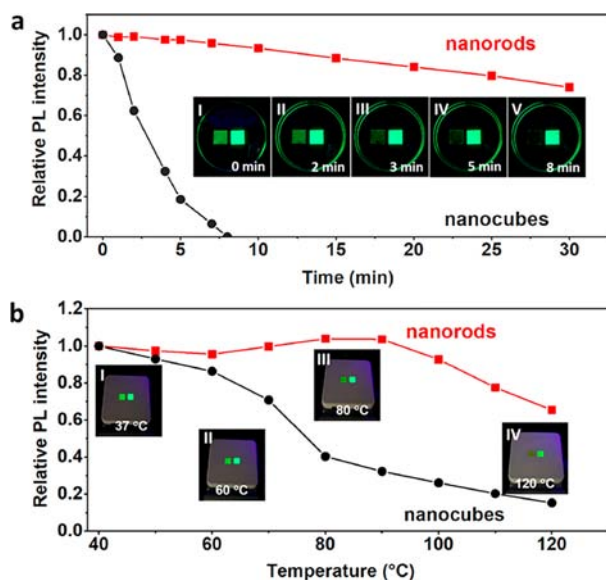 a
1.0
0.8
0.6
0.4
0.2
0.0
Relative PL intensity
nanorods
I II III IV V
0 min 2 min 3 min 5 min 8 min
nanocubes
0 5 10 15 20 25 30
Time (min)
b
1.2
1.0
0.8
0.6
0.4
0.2
0.0
Relative PL intensity
nanorods
I
37 °C
II
60 °C
III
80 °C
IV
120 °C
nanocubes
40 60 80 100 120
Temperature (°C)